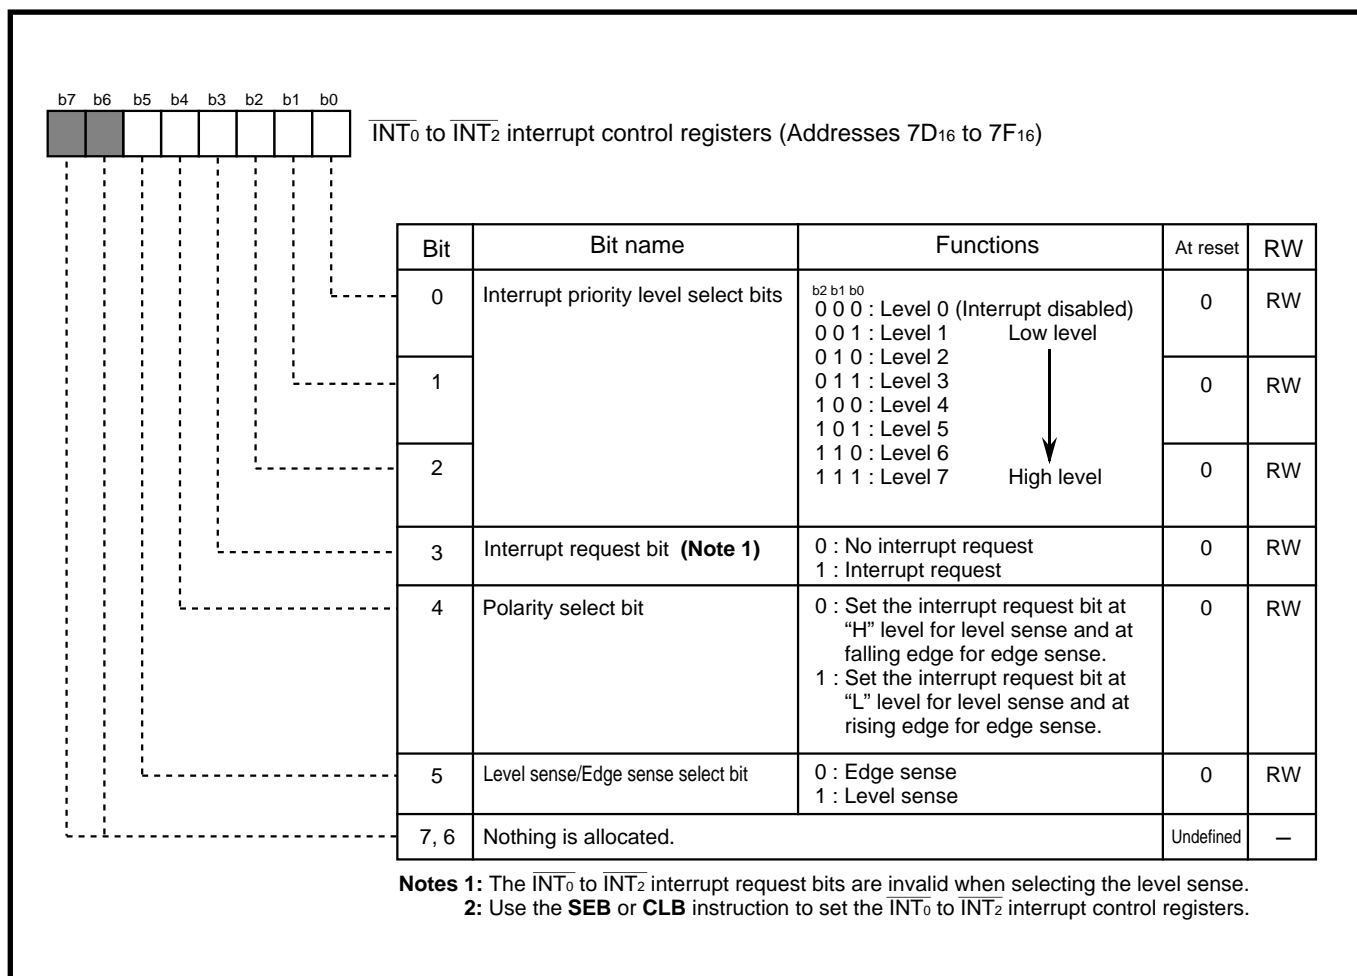 b7 b6 b5 b4 b3 b2 b1 b0
INT0 to INT2 interrupt control registers (Addresses 7D16 to 7F16)
Bit Bit name Functions At reset RW
0 Interrupt priority level select bits b2 b1 b0 0 RW
0 0 0 : Level 0 (Interrupt disabled)
0 0 1 : Level 1 Low level
0 1 0 : Level 2
1 0 1 1 : Level 3 0 RW
1 0 0 : Level 4
1 0 1 : Level 5
2 1 1 0 : Level 6 0 RW
1 1 1 : Level 7 High level
3 Interrupt request bit (Note 1) 0 : No interrupt request 0 RW
1 : Interrupt request
4 Polarity select bit 0 : Set the interrupt request bit at 0 RW
“H” level for level sense and at
falling edge for edge sense.
1 : Set the interrupt request bit at
“L” level for level sense and at
rising edge for edge sense.
5 Level sense/Edge sense select bit 0 : Edge sense 0 RW
1 : Level sense
7, 6 Nothing is allocated. Undefined –
Notes 1: The INT0 to INT2 interrupt request bits are invalid when selecting the level sense.
2: Use the SEB or CLB instruction to set the INT0 to INT2 interrupt control registers.